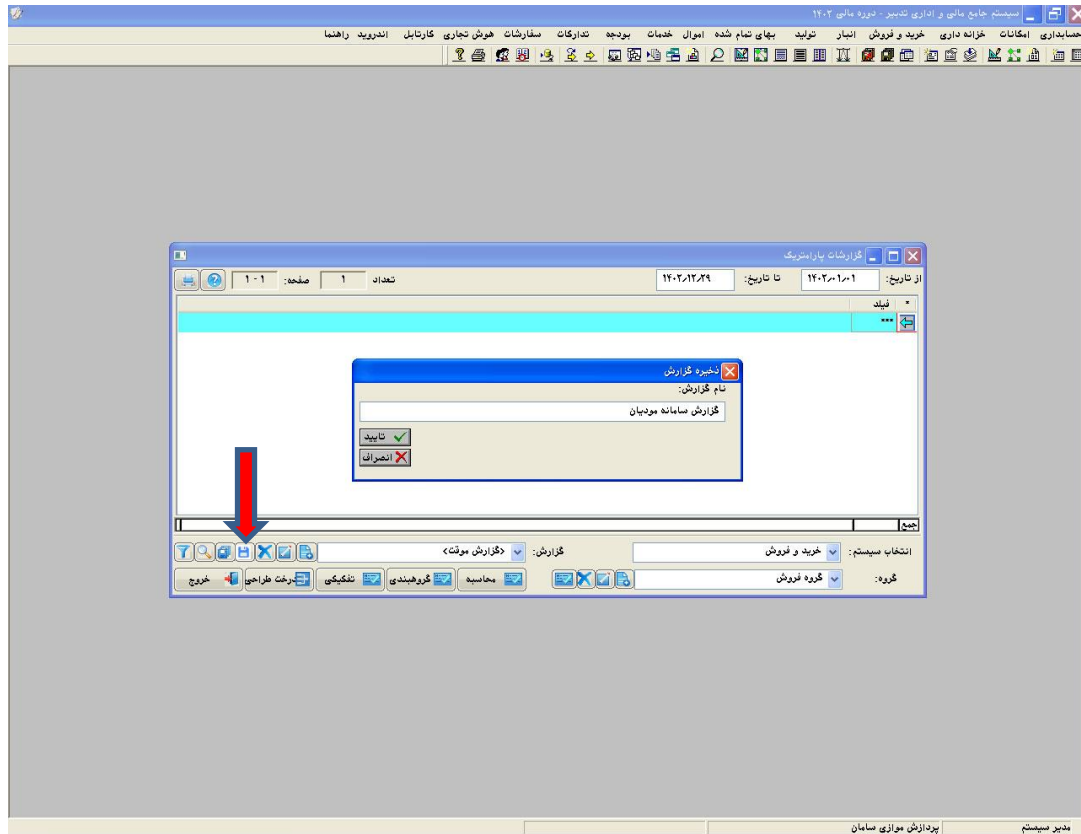 سیستم جامع مالی و اداری تدبیر - دوره مالی ۱۴۰۲
حسابداری امکانات خزانه داری خرید و فروش انبار تولید بهای تمام شده اموال خدمات بودجه تدارکات سفارشات هوش تجاری کارتابل اندروید راهنما
گزارشات پارامتریک
از تاریخ: ۱۴۰۲/۰۱/۰۱ تا تاریخ: ۱۴۰۲/۱۲/۲۹ تعداد ۱ صفحه: ۱ - ۱
* فیلد
***
ذخیره گزارش
نام گزارش:
گزارش سامانه مودیان
تایید
انصراف
جمع
انتخاب سیستم: خرید و فروش گزارش: <گزارش موقت>
گروه: گروه فروش محاسبه گروهبندی تفکیکی درخت طراحی خروج
مدیر سیستم پردازش موازی سامان